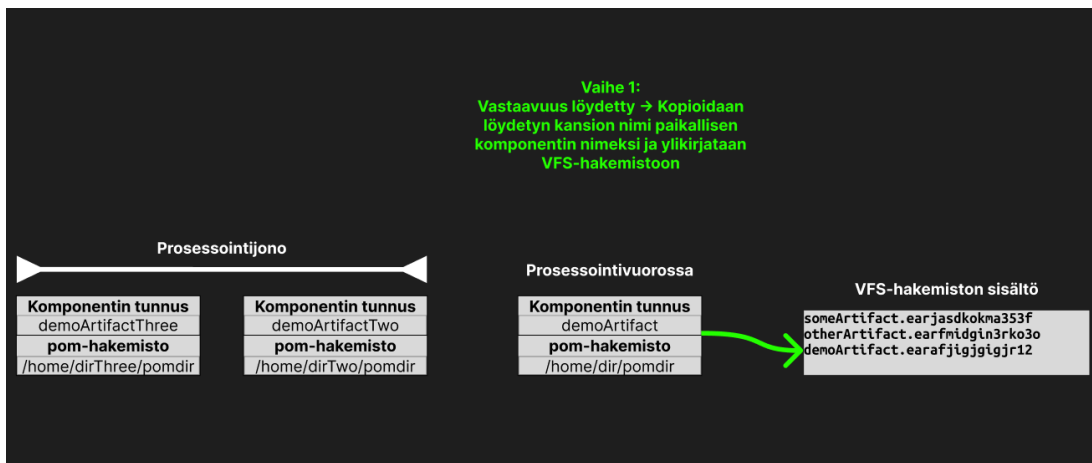 Vaihe 1:
Vastaavuus löydetty → Kopioidaan
löydetyn kansion nimi paikallisen
komponentin nimeksi ja ylikirjataan
VFS-hakemistoon
Prosessointijono
Komponentin tunnus
demoArtifactThree
pom-hakemisto
/home/dirThree/pomdir
Komponentin tunnus
demoArtifactTwo
pom-hakemisto
/home/dirTwo/pomdir
Prosessointivuorossa
Komponentin tunnus
demoArtifact
pom-hakemisto
/home/dir/pomdir
VFS-hakemiston sisältö
someArtifact.earjasdkokma353f
otherArtifact.earfmidgin3rko3o
demoArtifact.earafjigjgigjr12